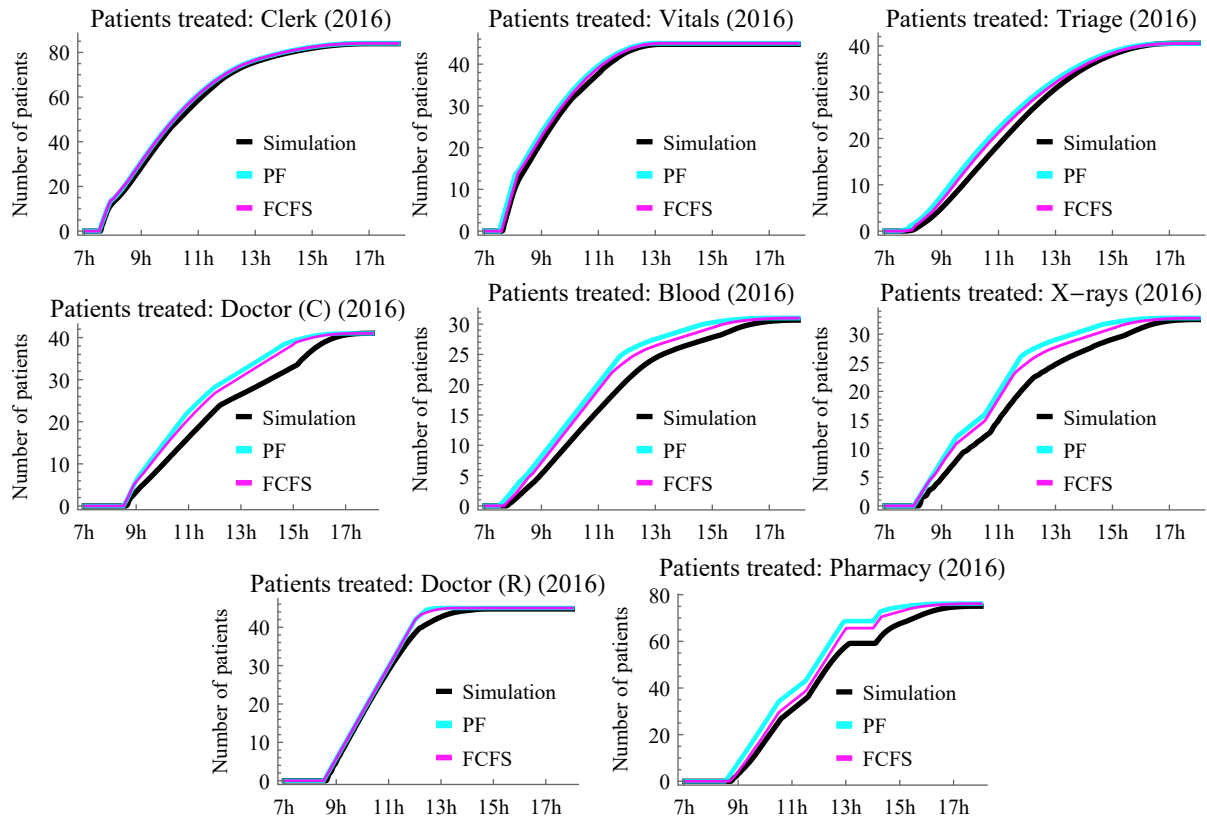 Patients treated: Clerk (2016)
Number of patients
80
60
40
20
0
Simulation
PF
FCFS
7h 9h 11h 13h 15h 17h
Patients treated: Vitals (2016)
Number of patients
40
30
20
10
0
Simulation
PF
FCFS
7h 9h 11h 13h 15h 17h
Patients treated: Triage (2016)
Number of patients
40
30
20
10
0
Simulation
PF
FCFS
7h 9h 11h 13h 15h 17h
Patients treated: Doctor (C) (2016)
Number of patients
40
30
20
10
0
Simulation
PF
FCFS
7h 9h 11h 13h 15h 17h
Patients treated: Blood (2016)
Number of patients
30
25
20
15
10
5
0
Simulation
PF
FCFS
7h 9h 11h 13h 15h 17h
Patients treated: X−rays (2016)
Number of patients
30
25
20
15
10
5
0
Simulation
PF
FCFS
7h 9h 11h 13h 15h 17h
Patients treated: Doctor (R) (2016)
Number of patients
40
30
20
10
0
Simulation
PF
FCFS
7h 9h 11h 13h 15h 17h
Patients treated: Pharmacy (2016)
Number of patients
80
60
40
20
0
Simulation
PF
FCFS
7h 9h 11h 13h 15h 17h